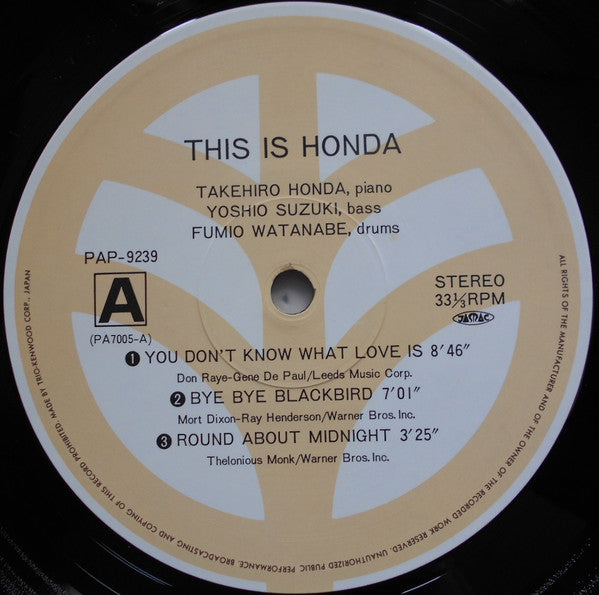 THIS IS HONDA
TAKEHIRO HONDA, piano
YOSHIO SUZUKI, bass
FUMIO WATANABE, drums
PAP-9239
A
(PA7005-A)
STEREO
33⅓RPM
JASRAC
❶ YOU DON'T KNOW WHAT LOVE IS 8'46"
Don Raye-Gene De Paul/Leeds Music Corp.
❷ BYE BYE BLACKBIRD 7'01"
Mort Dixon-Ray Henderson/Warner Bros. Inc.
❸ ROUND ABOUT MIDNIGHT 3'25"
Thelonious Monk/Warner Bros. Inc.
ALL RIGHTS OF THE MANUFACTURER AND OF THE OWNER OF THE RECORDED WORK RESERVED. UNAUTHORIZED PUBLIC PERFORMANCE, BROADCASTING AND COPYING OF THIS RECORD PROHIBITED. MADE BY TRIO-KENWOOD CORP., JAPAN